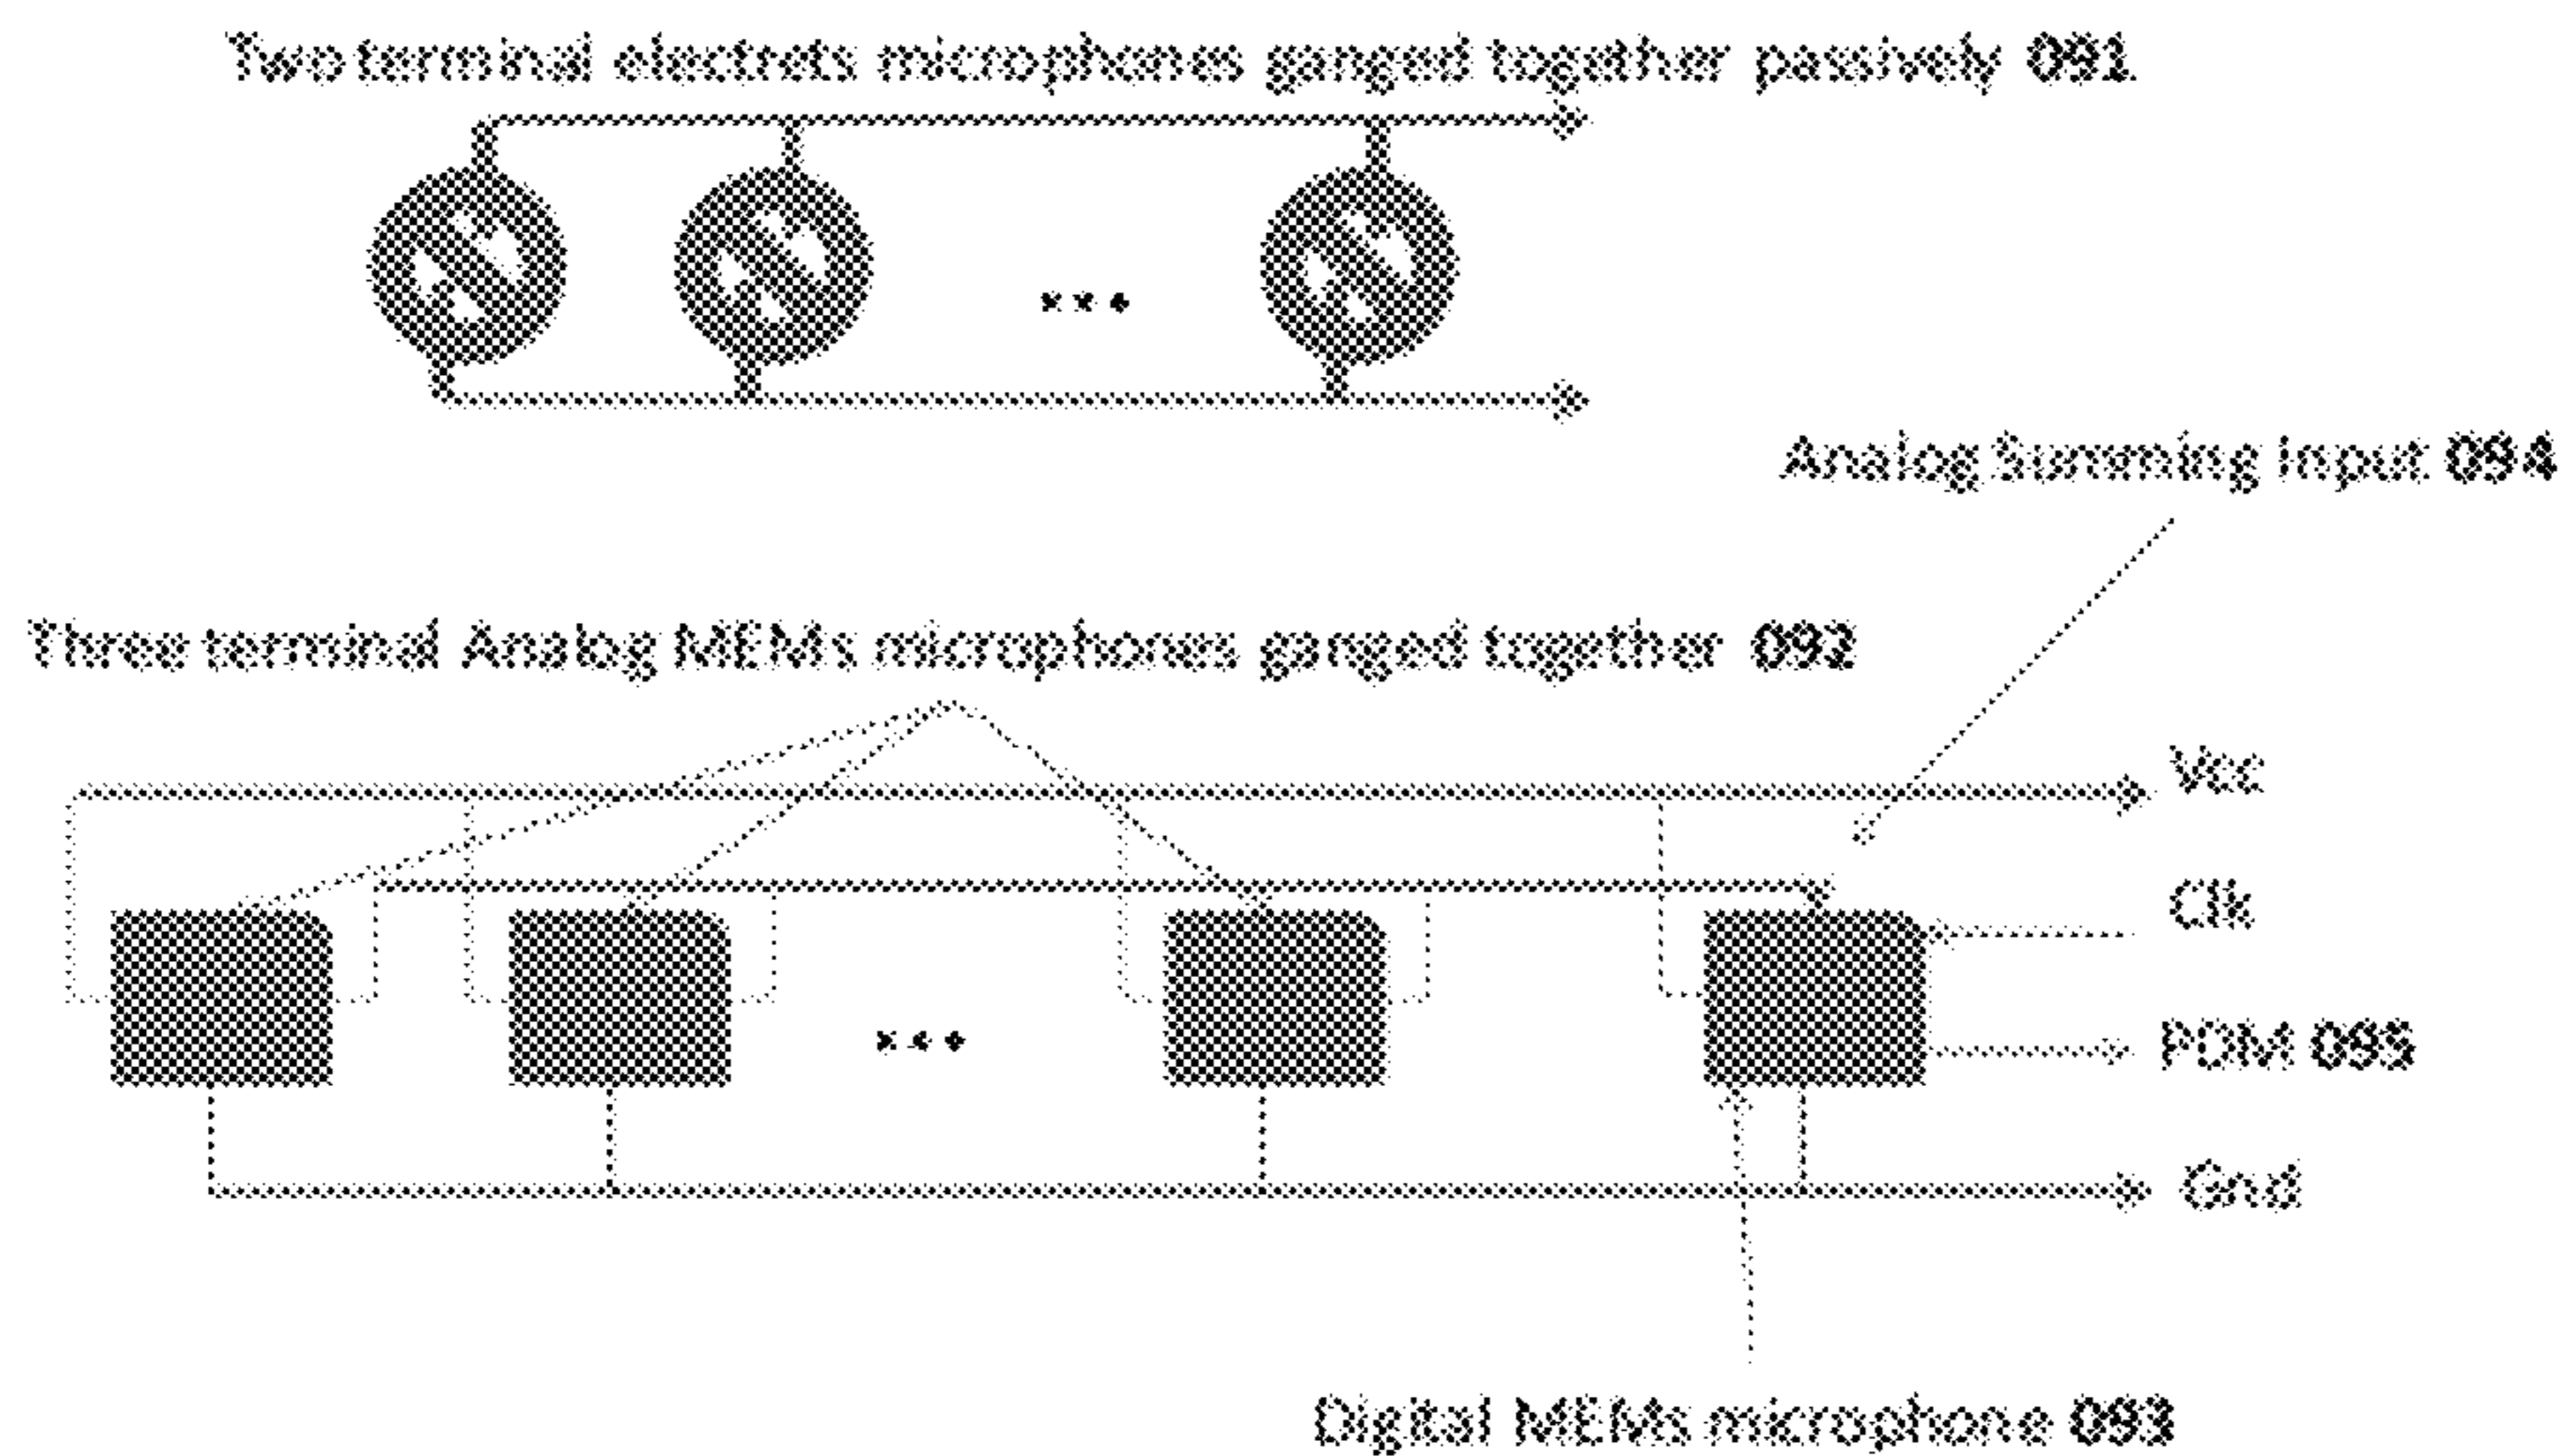 Two terminal electrets microphones ganged together passively 091
Analog Summing Input 094
Three terminal Analog MEMs microphones ganged together 092
Vcc
Clk
PDM 095
Gnd
Digital MEMs microphone 093